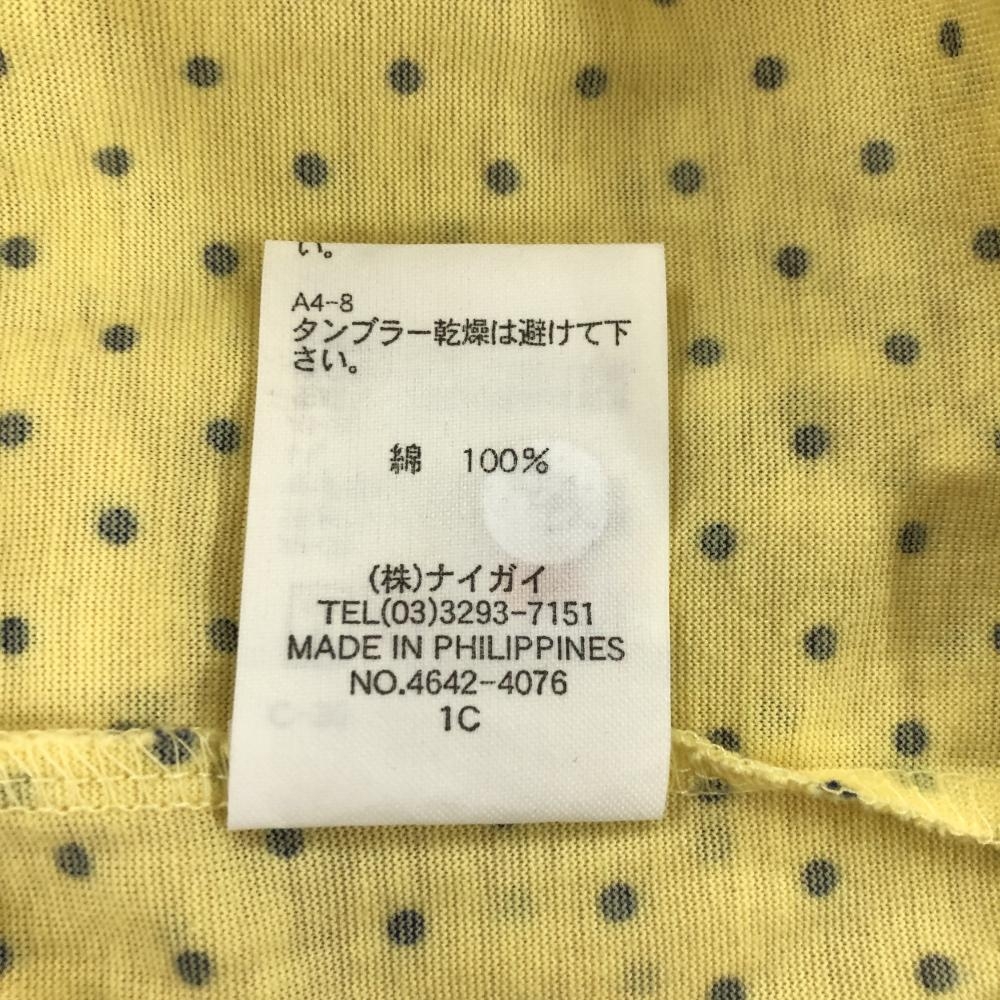 い。
A4-8
タンブラー乾燥は避けて下
さい。
綿 100%
(株)ナイガイ
TEL(03)3293-7151
MADE IN PHILIPPINES
NO.4642-4076
1C